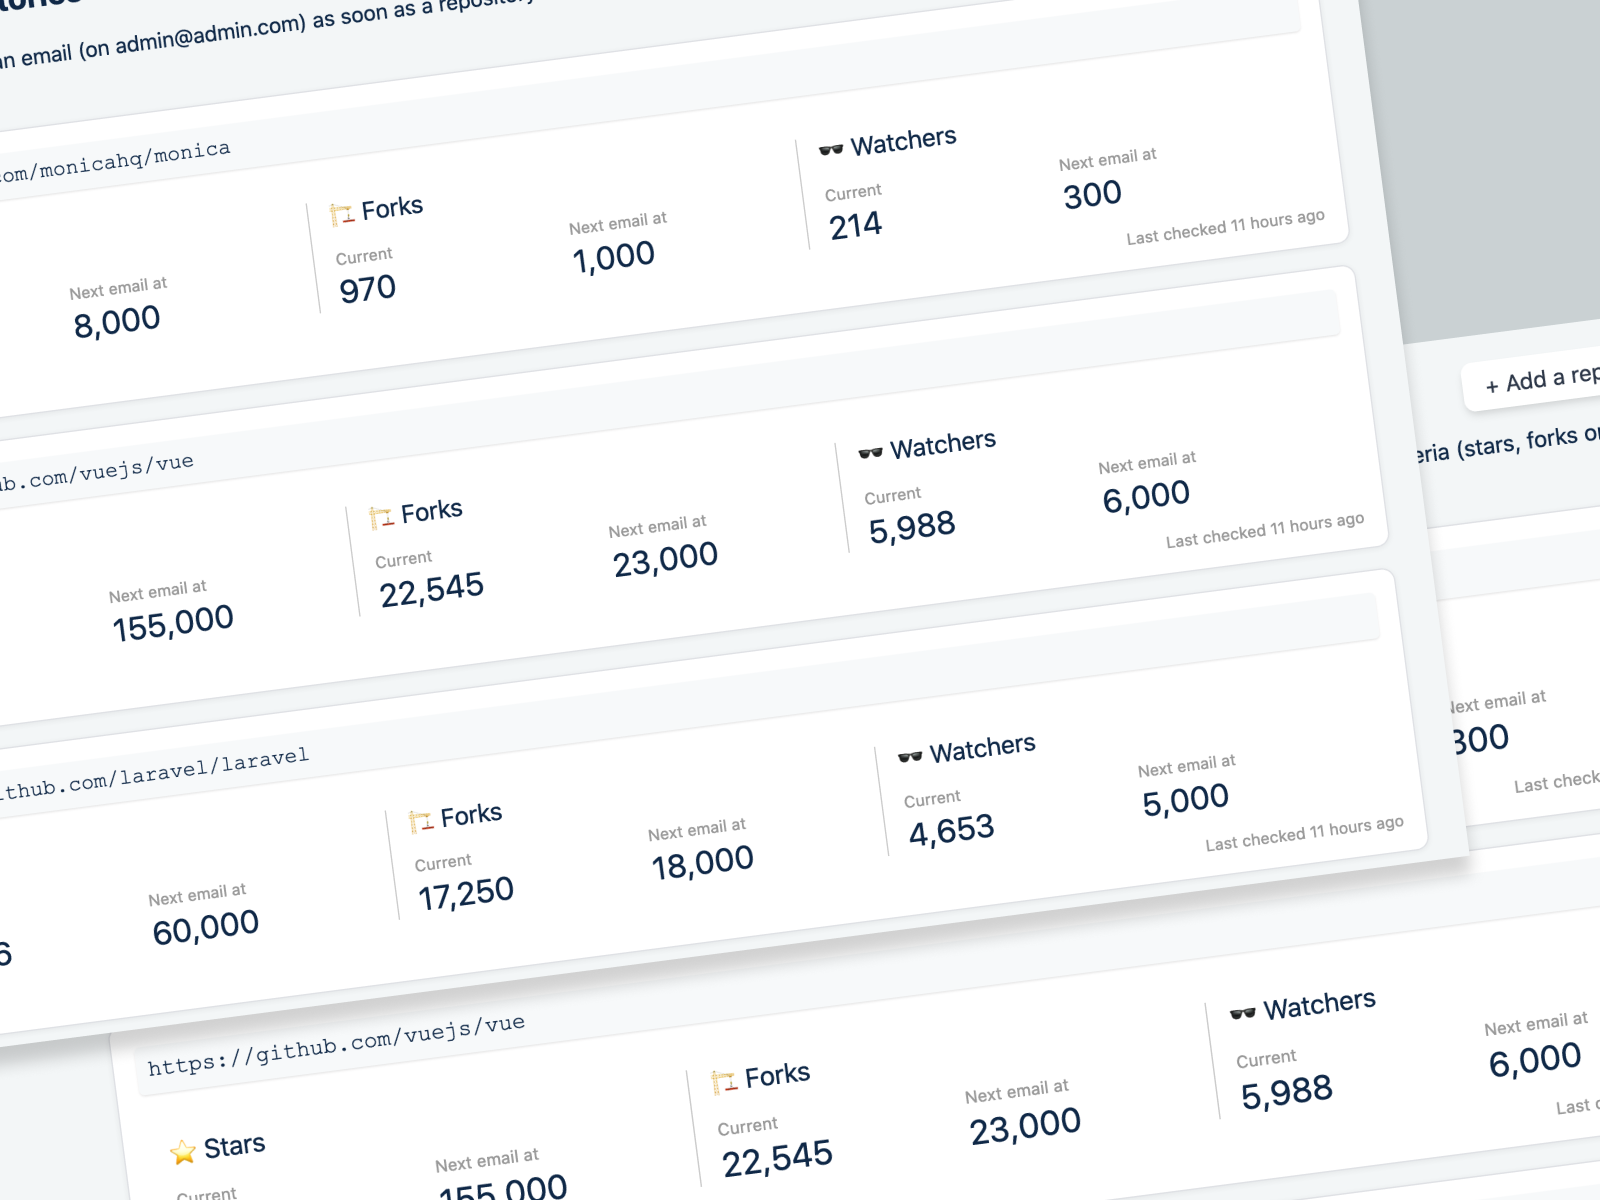 an email (on admin@admin.com) as soon as a repository
com/monicahq/monica
Next email at
8,000
Forks
Current
970
Next email at
1,000
🕶️ Watchers
Current
214
Next email at
300
Last checked 11 hours ago
ub.com/vuejs/vue
Next email at
155,000
Forks
Current
22,545
Next email at
23,000
🕶️ Watchers
Current
5,988
Next email at
6,000
Last checked 11 hours ago
ithub.com/laravel/laravel
6
Next email at
60,000
Forks
Current
17,250
Next email at
18,000
🕶️ Watchers
Current
4,653
Next email at
5,000
Last checked 11 hours ago
+ Add a rep
eria (stars, forks or
Next email at
300
Last check
https://github.com/vuejs/vue
⭐ Stars
Current
Next email at
155,000
Forks
Current
22,545
Next email at
23,000
🕶️ Watchers
Current
5,988
Next email at
6,000
Last c